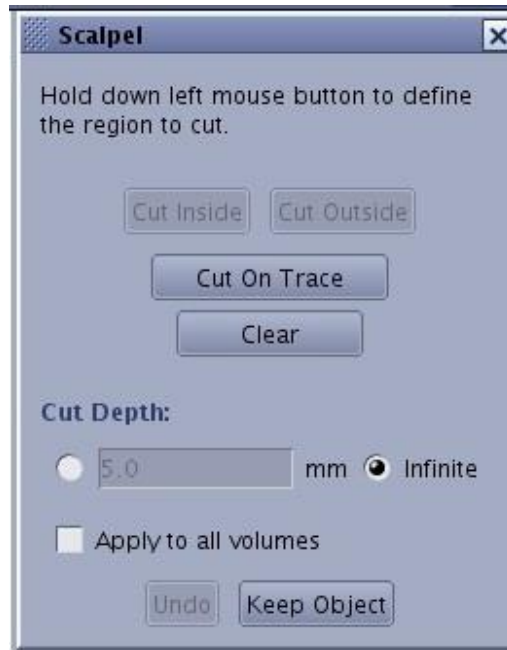 Scalpel
Hold down left mouse button to define
the region to cut.
Cut Inside Cut Outside
Cut On Trace
Clear
Cut Depth:
5.0 mm Infinite
Apply to all volumes
Undo Keep Object